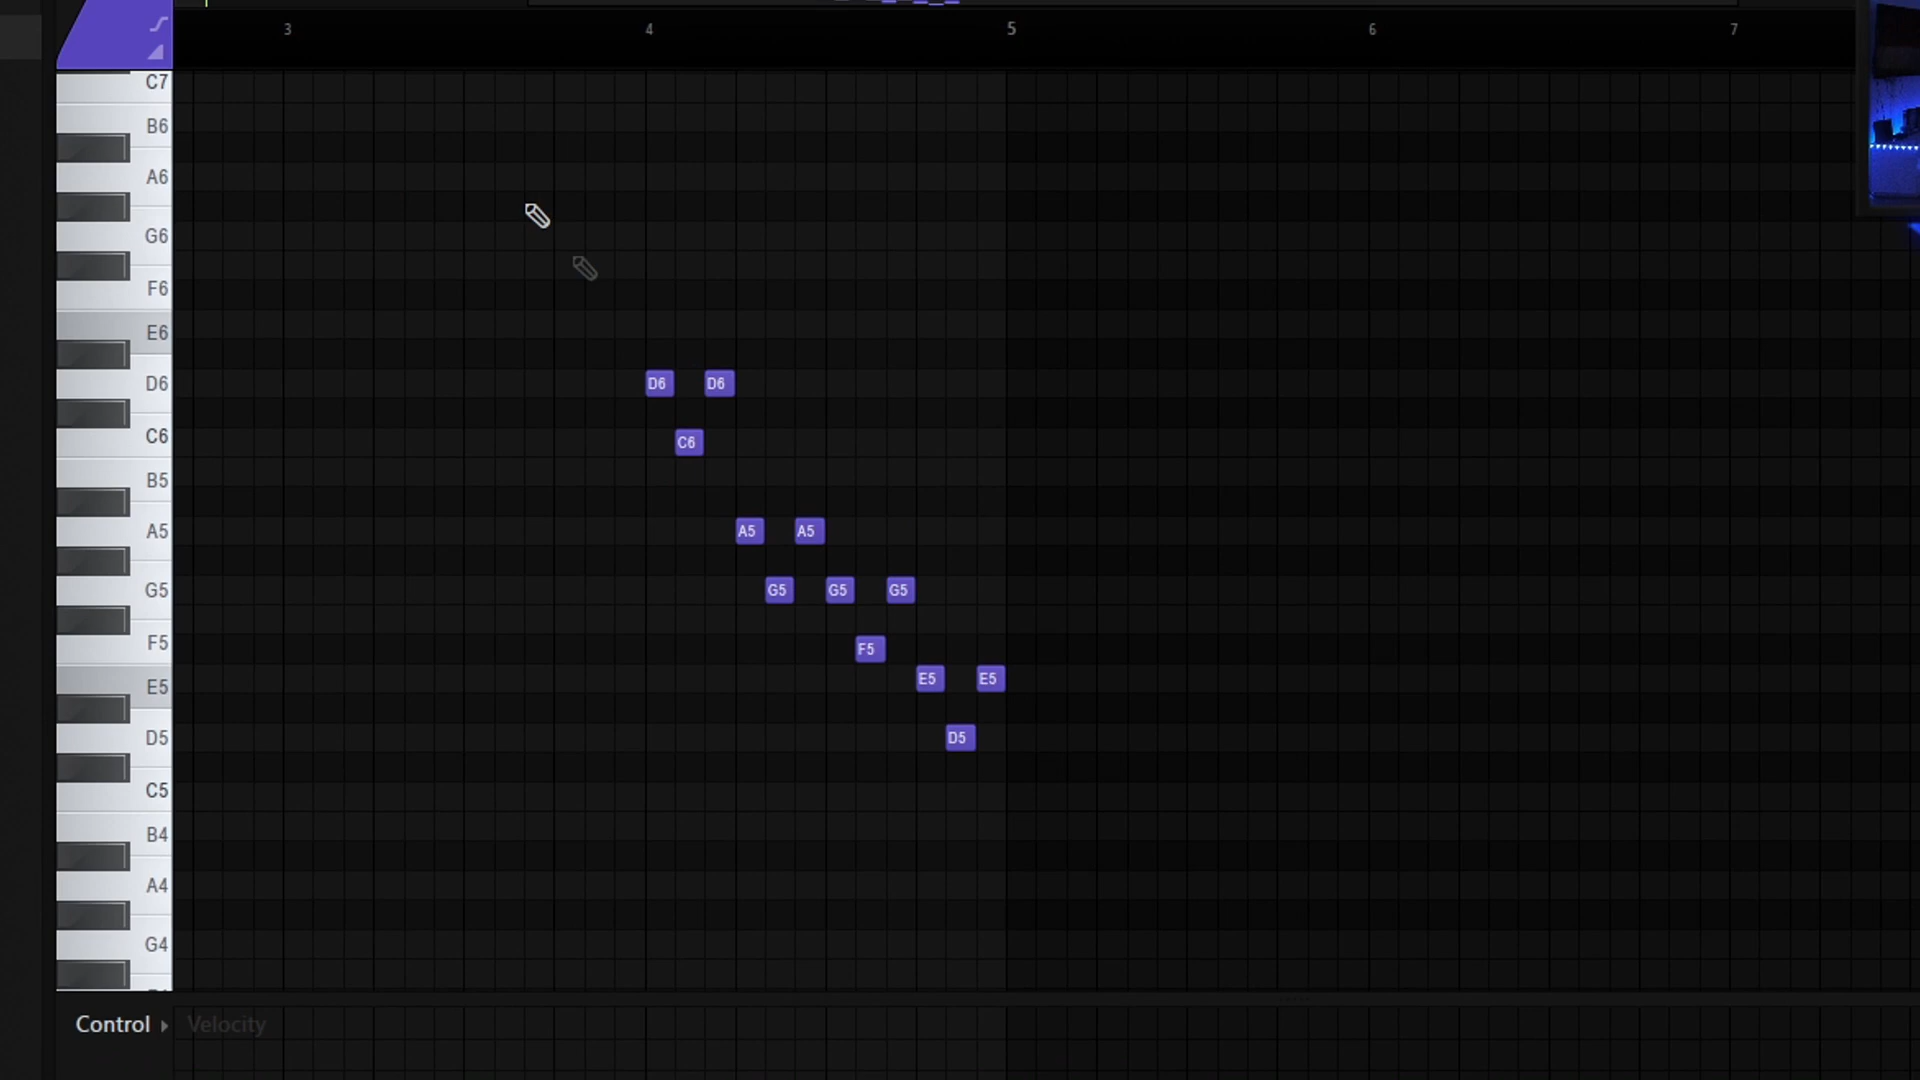 3 4 5 6 7
C7
B6
A6
G6
F6
E6
D6 D6 D6
C6 C6
B5
A5 A5 A5
G5 G5 G5 G5
F5 F5
E5 E5 E5
D5 D5
C5
B4
A4
G4
Control Velocity